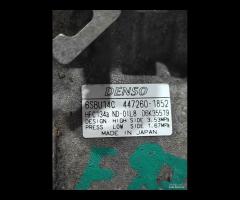 DENSO
6SBU14C 447260-1852
HFC134a ND-OIL8 DBK35519
DESIGN HIGH SIDE 3.53MPa
PRESS LOW SIDE 1.67MPa
MADE IN JAPAN